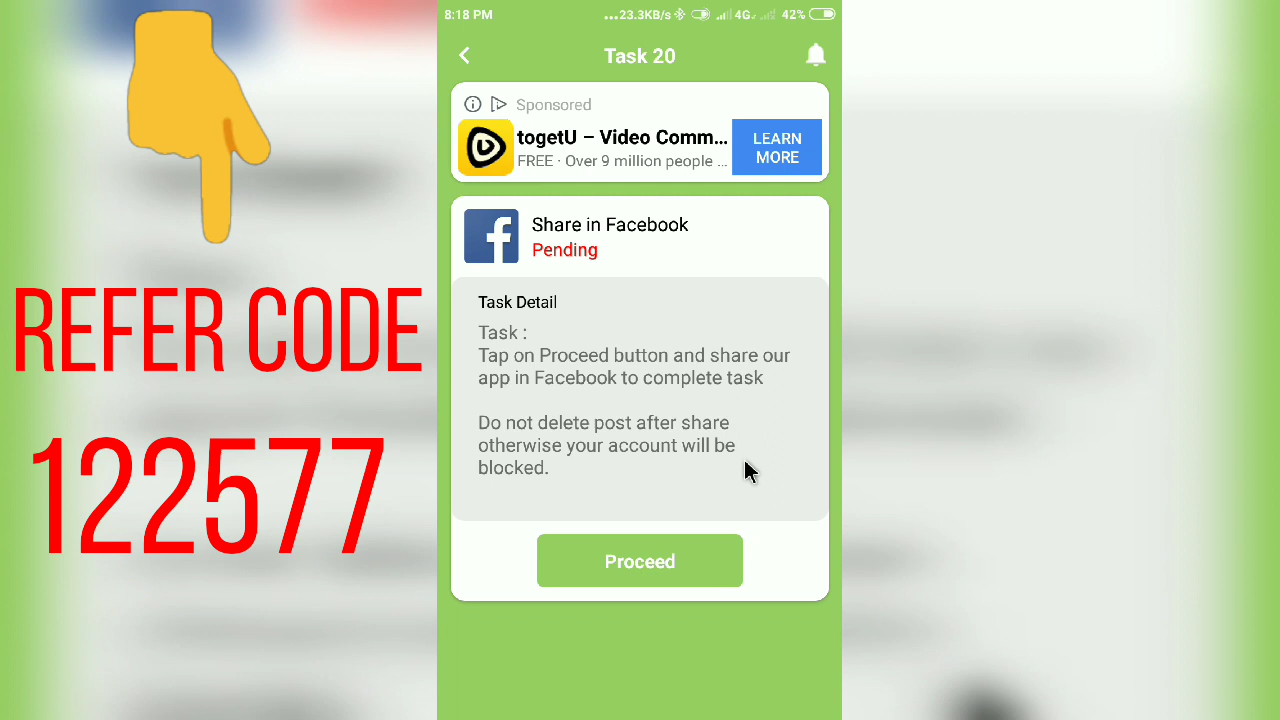 8:18 PM
...23.3KB/s 4G 42%
Task 20
Sponsored
togetU – Video Comm...
FREE · Over 9 million people ...
LEARN
MORE
Share in Facebook
Pending
Task Detail
Task :
Tap on Proceed button and share our
app in Facebook to complete task
Do not delete post after share
otherwise your account will be
blocked.
Proceed
REFER CODE
122577